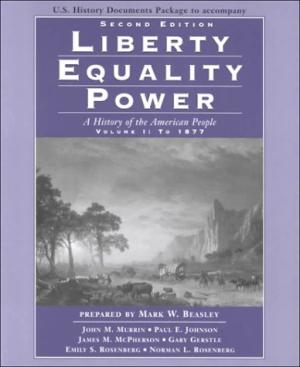 U.S. History Documents Package to accompany
Second Edition
Liberty
Equality
Power
A History of the American People
Volume I: To 1877
prepared by Mark W. Beasley
John M. Murrin • Paul E. Johnson
James M. McPherson • Gary Gerstle
Emily S. Rosenberg • Norman L. Rosenberg